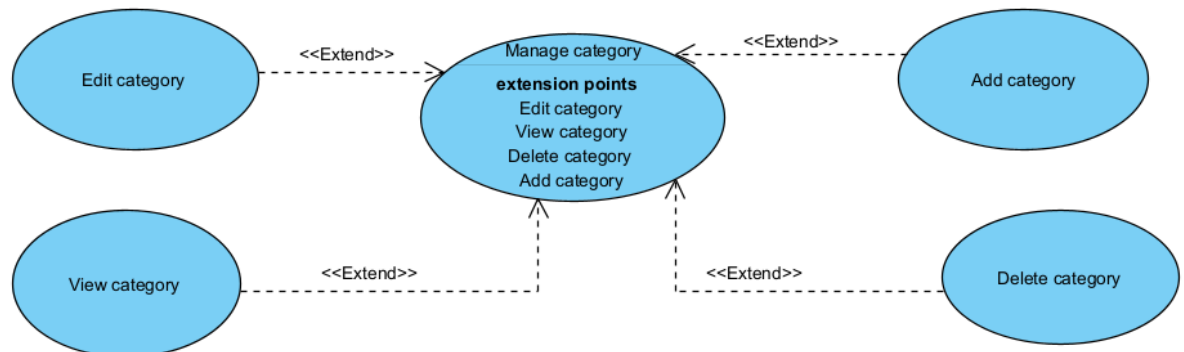 <<Extend>>
Manage category
<<Extend>>
Edit category
extension points
Edit category
View category
Delete category
Add category
Add category
<<Extend>>
<<Extend>>
View category
Delete category